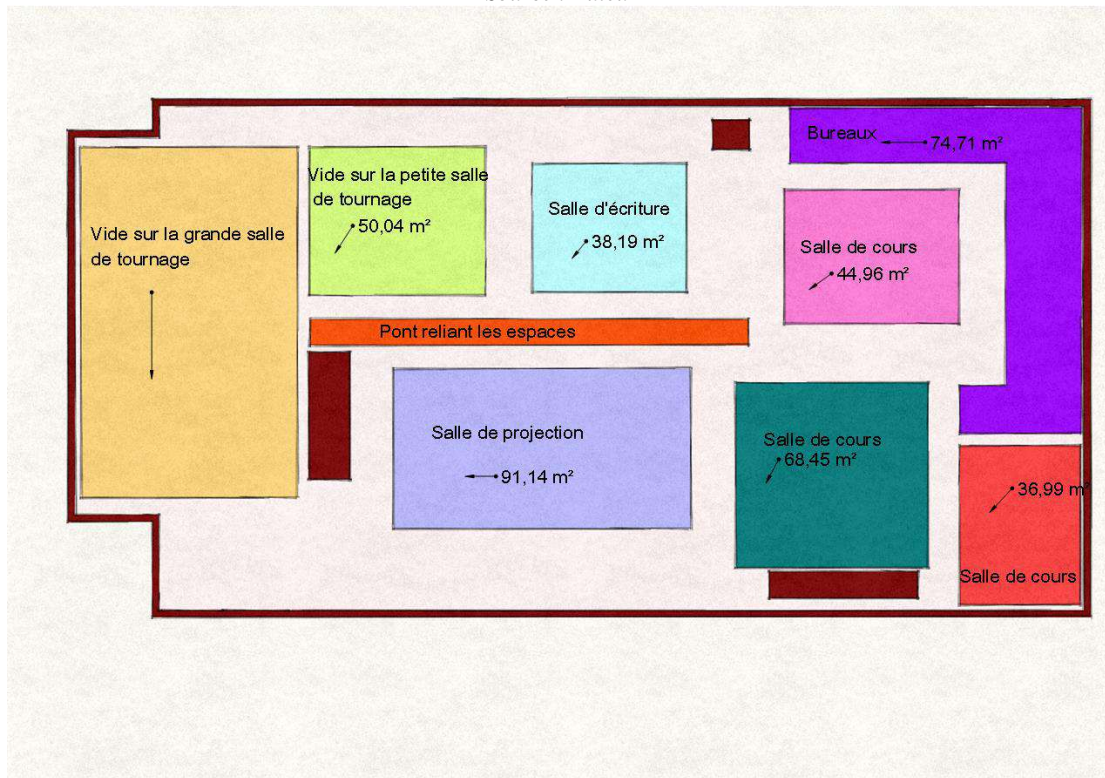 Bureaux
74,71 m²
Vide sur la petite salle
de tournage
50,04 m²
Salle d'écriture
38,19 m²
Vide sur la grande salle
de tournage
Salle de cours
44,96 m²
Pont reliant les espaces
Salle de projection
91,14 m²
Salle de cours
68,45 m²
36,99 m²
Salle de cours